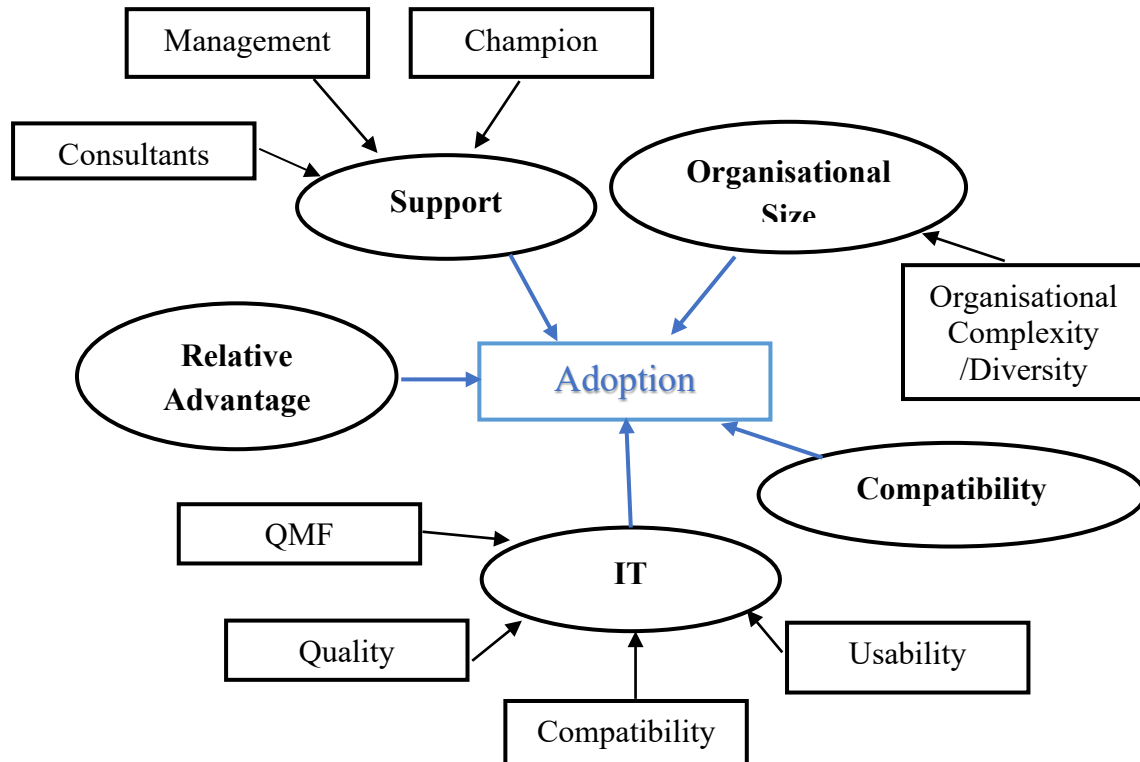 Management
Champion
Consultants
Support
Organisational
Size
Organisational
Complexity
/Diversity
Relative
Advantage
Adoption
Compatibility
QMF
IT
Quality
Usability
Compatibility